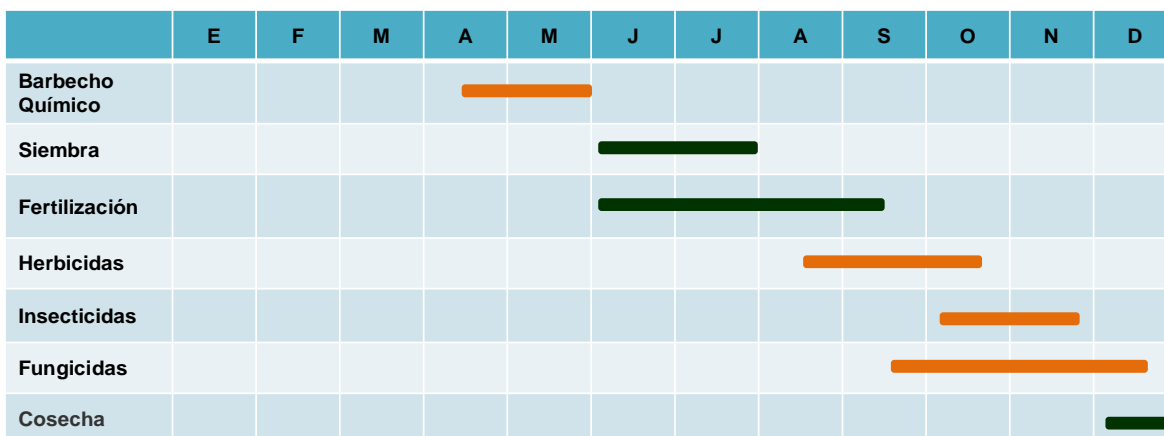 E F M A M J J A S O N D
Barbecho
Químico
Siembra
Fertilización
Herbicidas
Insecticidas
Fungicidas
Cosecha